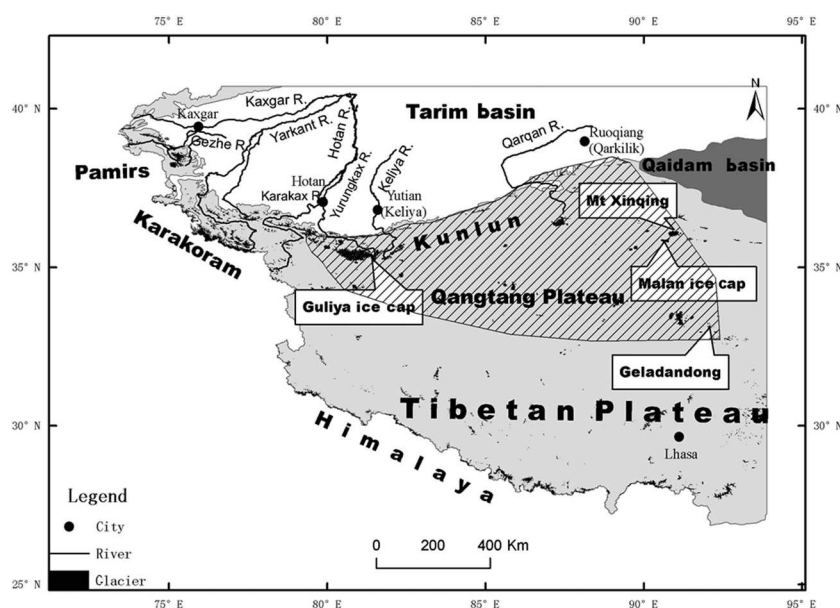 75° E
80° E
85° E
90° E
95° E
N
40° N
40° N
Kaxgar
Kaxgar R.
Gezhe R.
Yarkant R.
Hotan R.
Tarim basin
Qarqan R.
Ruoqiang
(Qarkilik)
Qaidam basin
Pamirs
Hotan
Karakax R
Yurungkax R.
Keliya R.
Yutian
(Keliya)
Mt Xinqing
Karakoram
Kunlun
35° N
35° N
Malan ice cap
Guliya ice cap
Qangtang Plateau
Geladandong
Tibetan Plateau
30° N
30° N
Himalaya
Lhasa
Legend
City
River
Glacier
0 200 400 Km
25° N
25° N
75° E
80° E
85° E
90° E
95° E